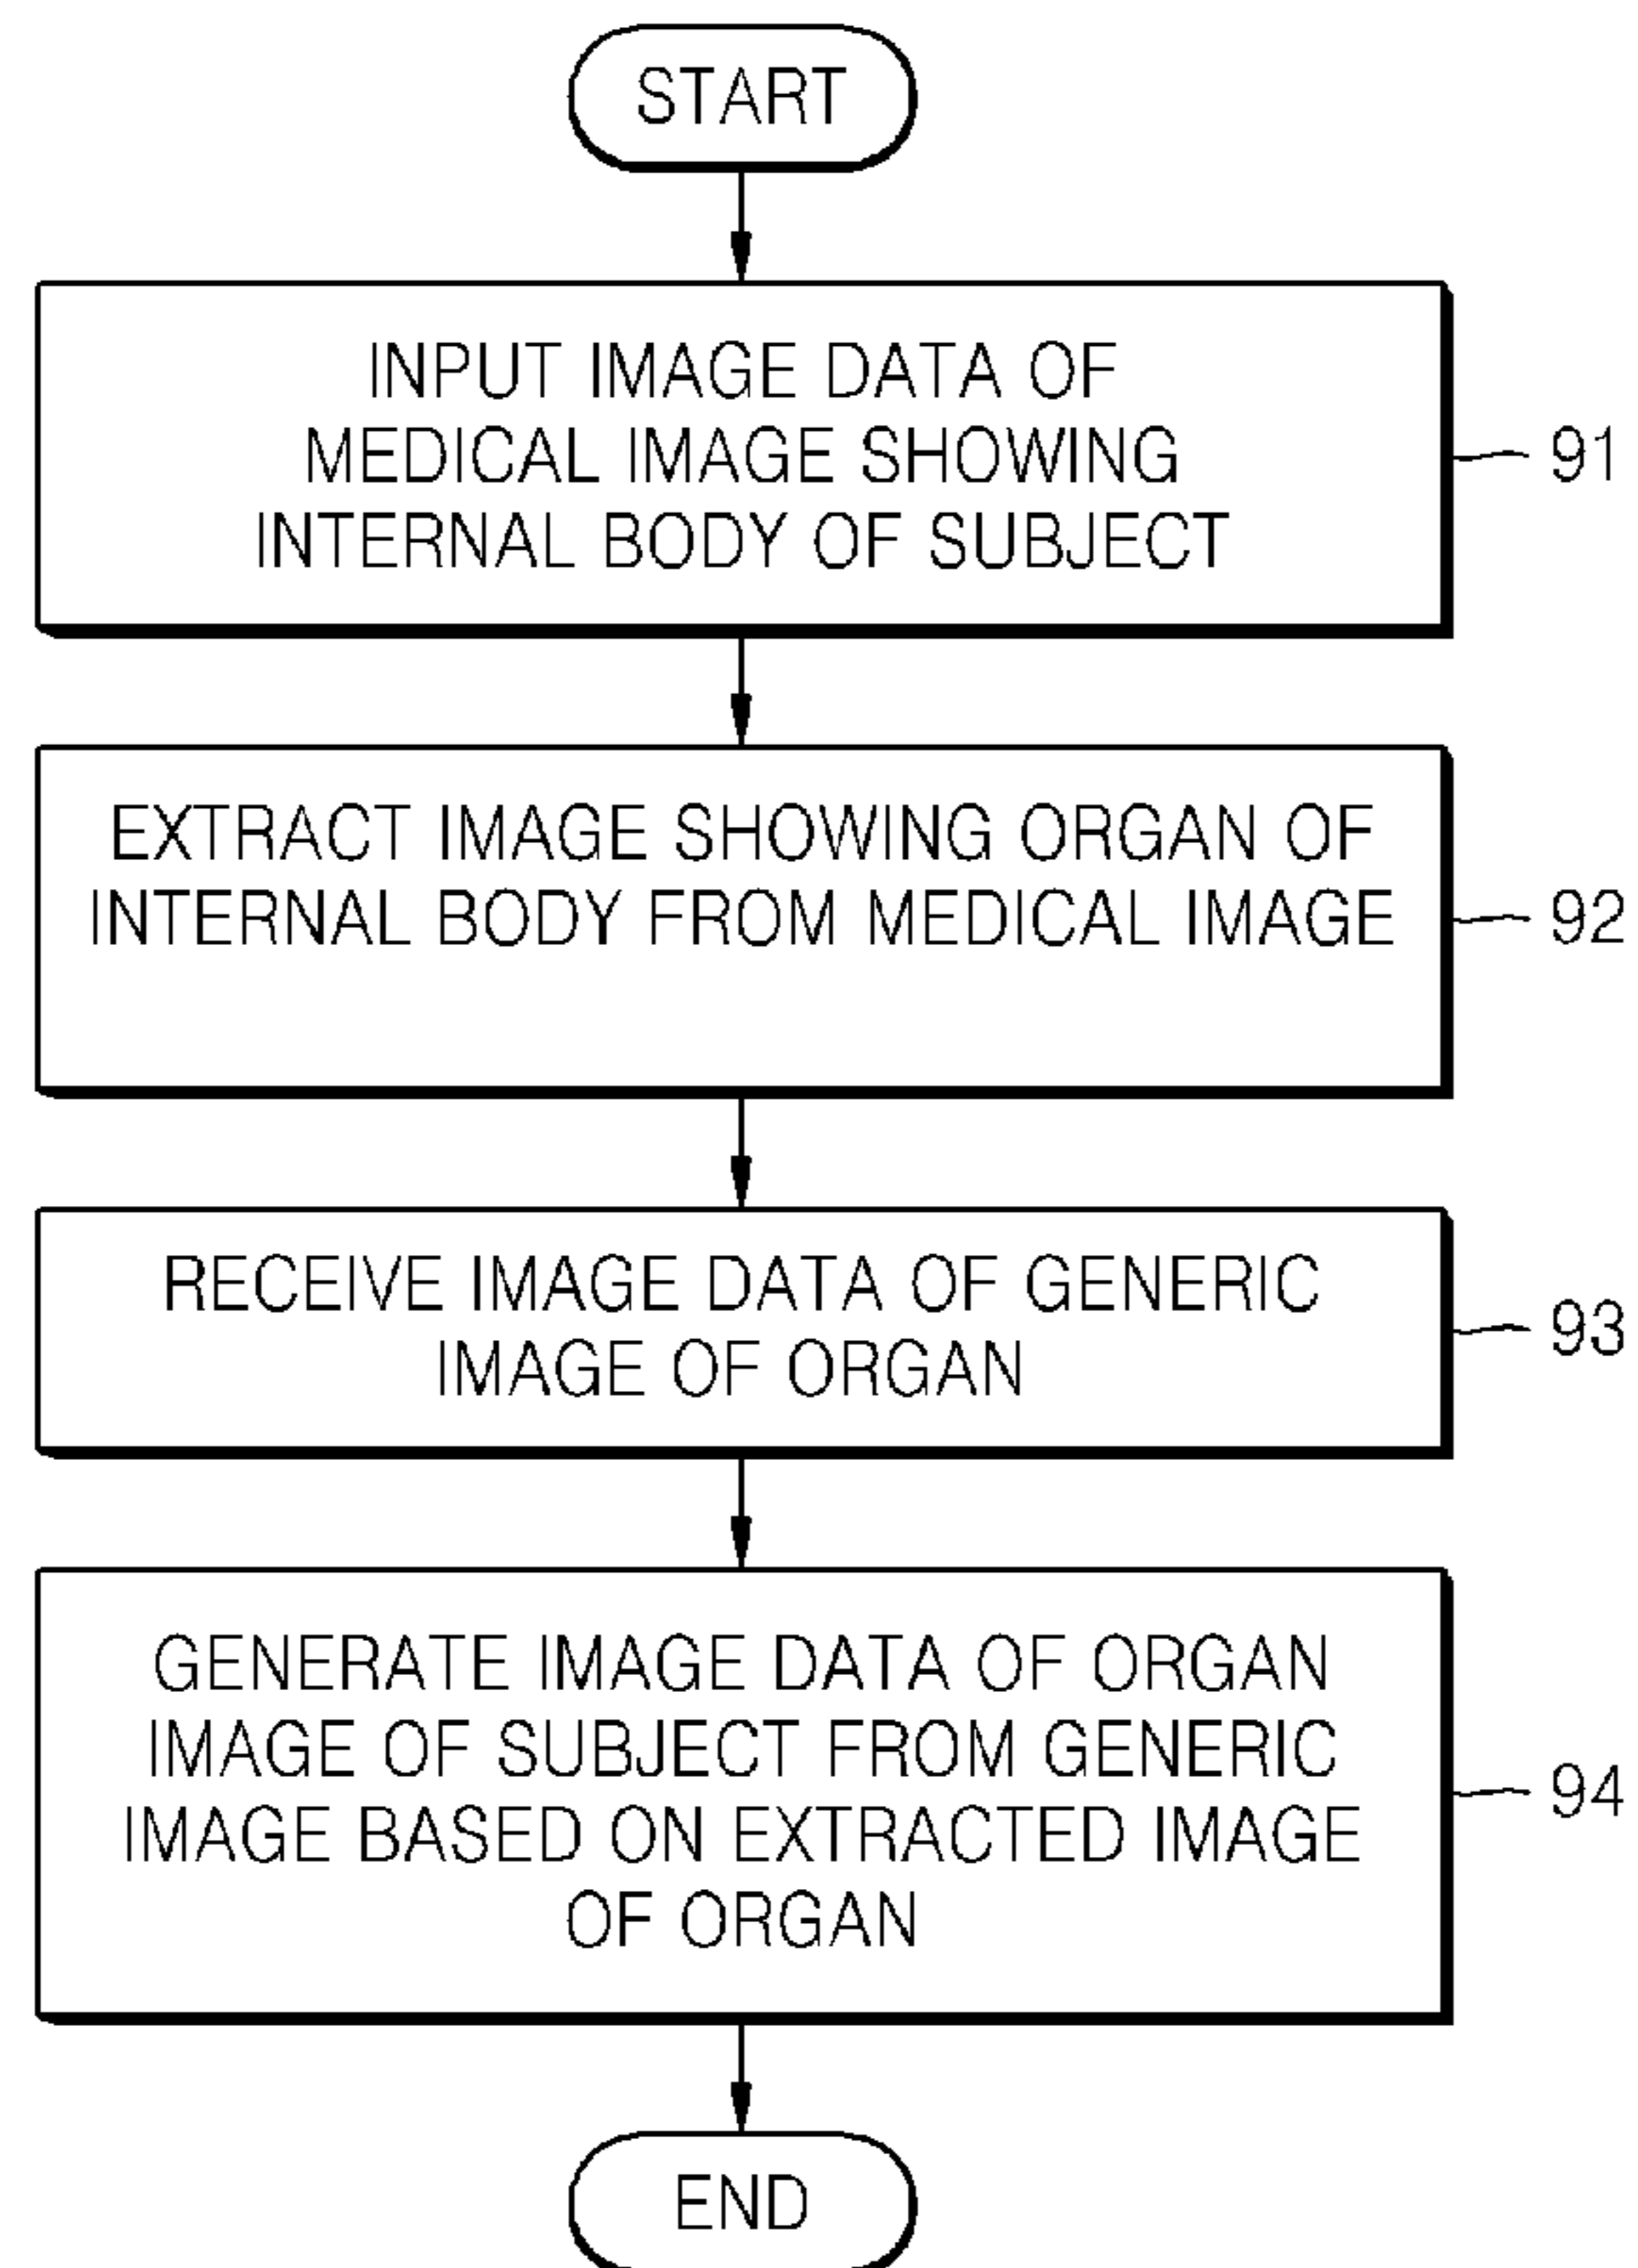 START
INPUT IMAGE DATA OF
MEDICAL IMAGE SHOWING
INTERNAL BODY OF SUBJECT
91
EXTRACT IMAGE SHOWING ORGAN OF
INTERNAL BODY FROM MEDICAL IMAGE
92
RECEIVE IMAGE DATA OF GENERIC
IMAGE OF ORGAN
93
GENERATE IMAGE DATA OF ORGAN
IMAGE OF SUBJECT FROM GENERIC
IMAGE BASED ON EXTRACTED IMAGE
OF ORGAN
94
END